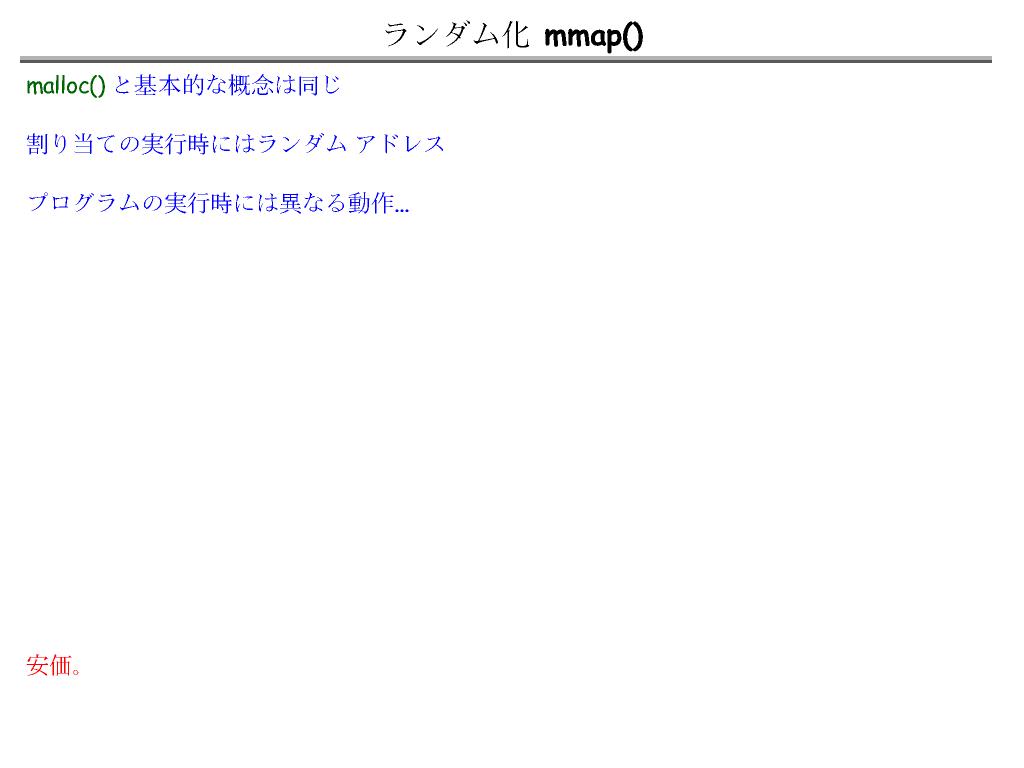 ランダム化 mmap()
malloc() と基本的な概念は同じ
割り当ての実行時にはランダム アドレス
プログラムの実行時には異なる動作...
安価。